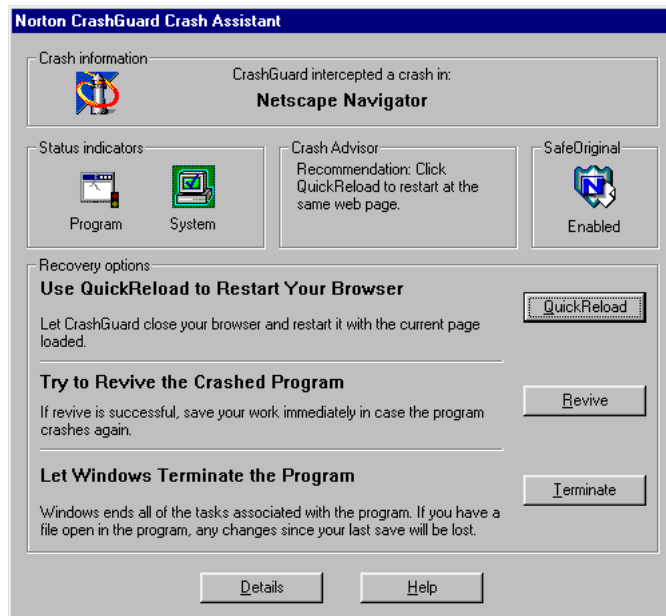 Norton CrashGuard Crash Assistant
Crash information
CrashGuard intercepted a crash in:
Netscape Navigator
Status indicators
Program
System
Crash Advisor
Recommendation: Click
QuickReload to restart at the
same web page.
SafeOriginal
N
Enabled
Recovery options
Use QuickReload to Restart Your Browser
Let CrashGuard close your browser and restart it with the current page
loaded.
QuickReload
Try to Revive the Crashed Program
If revive is successful, save your work immediately in case the program
crashes again.
Revive
Let Windows Terminate the Program
Windows ends all of the tasks associated with the program. If you have a
file open in the program, any changes since your last save will be lost.
Terminate
Details
Help